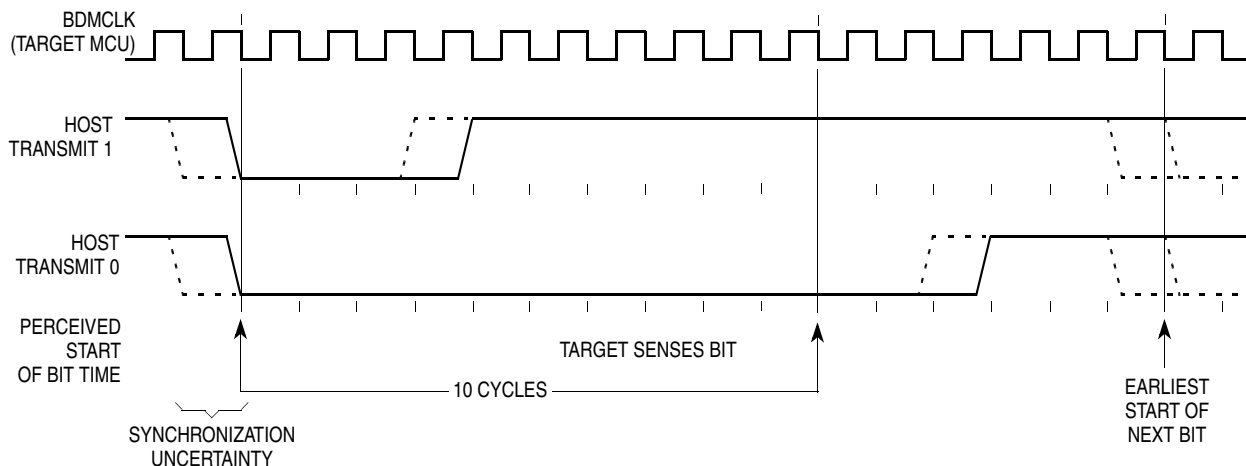 BDMCLK
(TARGET MCU)
HOST
TRANSMIT 1
HOST
TRANSMIT 0
PERCEIVED
START
OF BIT TIME
TARGET SENSES BIT
10 CYCLES
EARLIEST
START OF
NEXT BIT
SYNCHRONIZATION
UNCERTAINTY